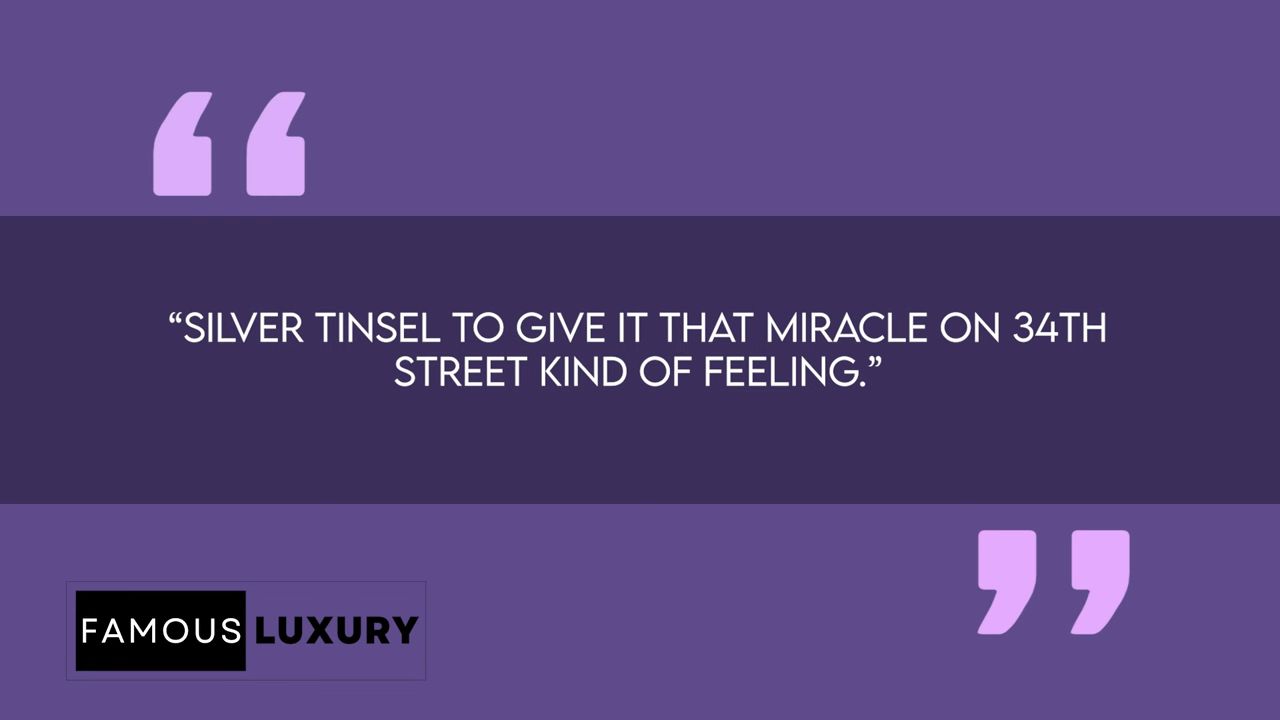 “SILVER TINSEL TO GIVE IT THAT MIRACLE ON 34TH
STREET KIND OF FEELING.”
FAMOUS LUXURY